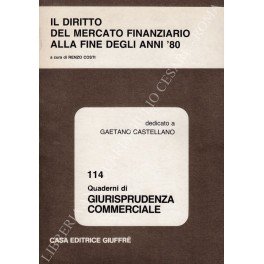 IL DIRITTO
DEL MERCATO FINANZIARIO
ALLA FINE DEGLI ANNI '80
a cura di RENZO COSTI
dedicato a
GAETANO CASTELLANO
114
Quaderni di
GIURISPRUDENZA
COMMERCIALE
CASA EDITRICE GIUFFRÈ